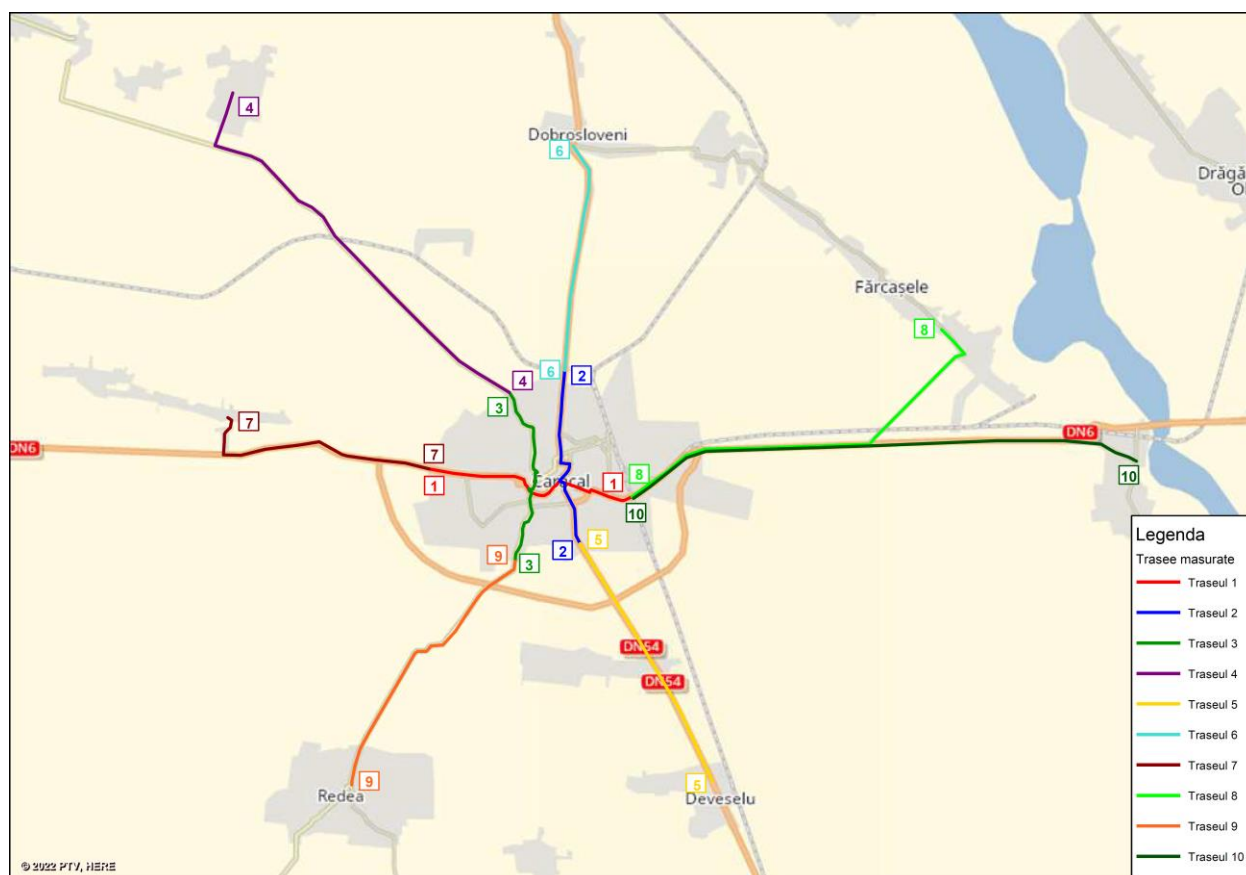 4
Dobrosloveni
6
Drăgă
Ol
Fărcașele
8
6
2
4
3
7
DN6
7
1
Caracal
1
8
10
DN6
10
9
3
2
5
DN54
DN54
9
Redea
5
Deveselu
Legenda
Trasee masurate
Traseul 1
Traseul 2
Traseul 3
Traseul 4
Traseul 5
Traseul 6
Traseul 7
Traseul 8
Traseul 9
Traseul 10
© 2022 PTV, HERE